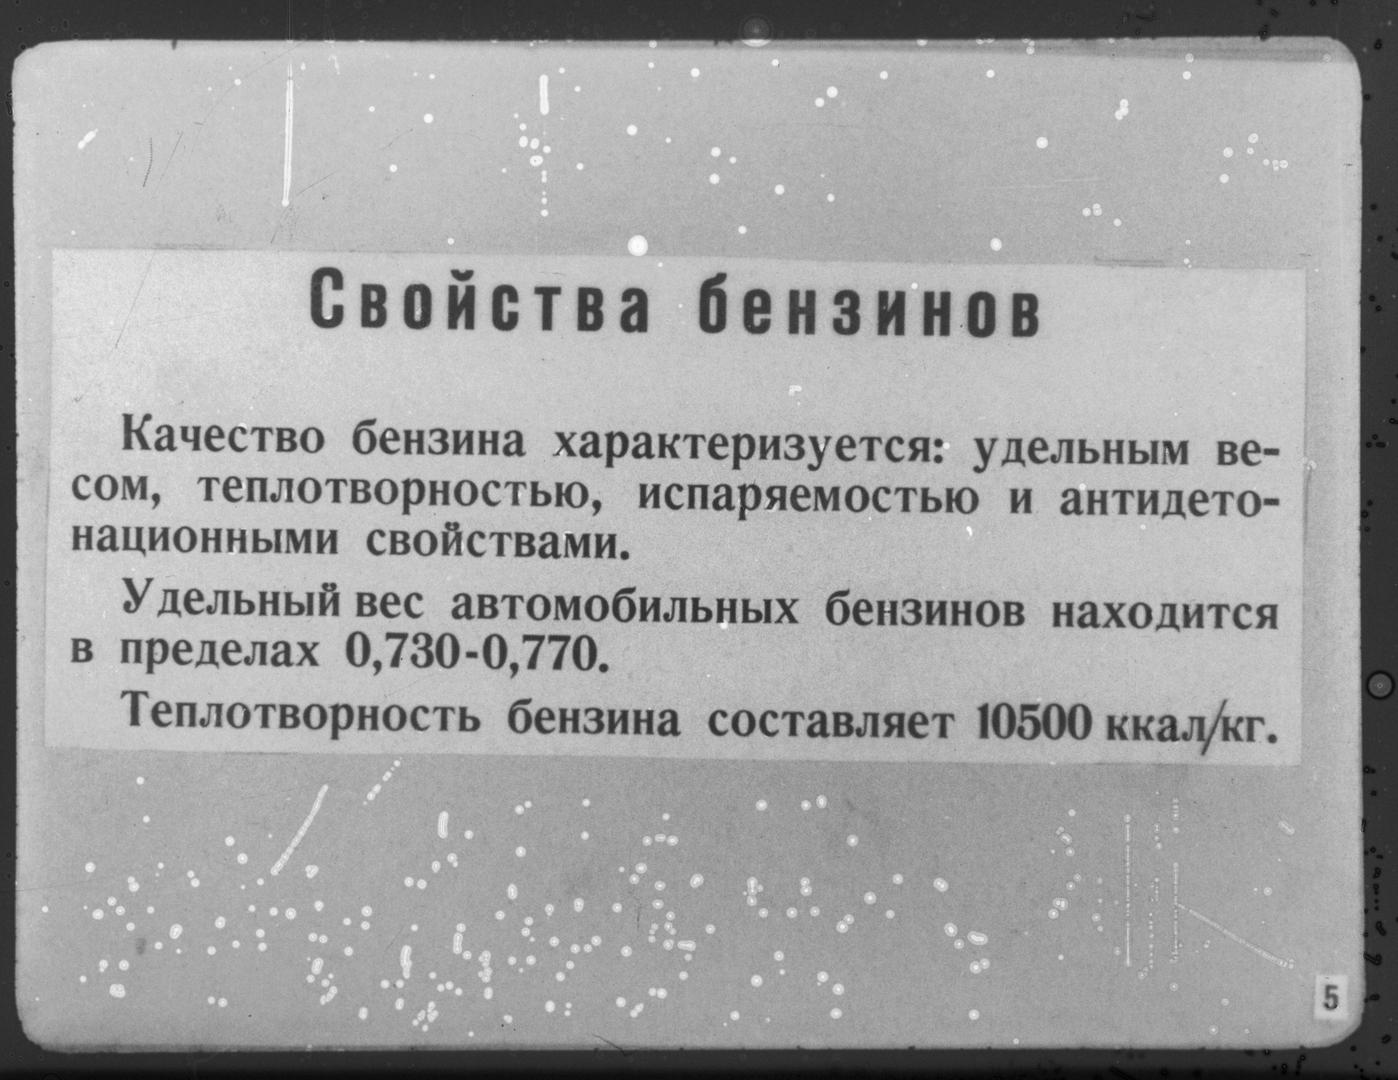 Свойства бензинов
Качество бензина характеризуется: удельным ве-
сом, теплотворностью, испаряемостью и антидето-
национными свойствами.
Удельный вес автомобильных бензинов находится
в пределах 0,730-0,770.
Теплотворность бензина составляет 10500 ккал/кг.
5